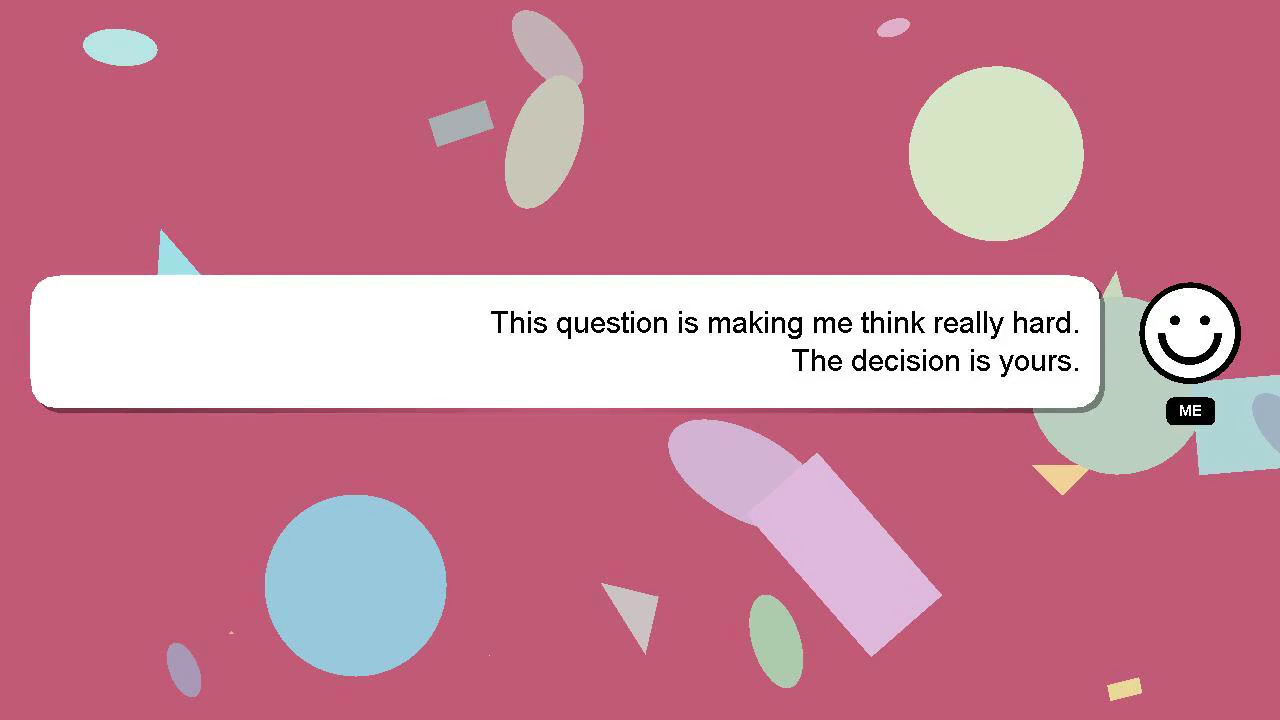 This question is making me think really hard.
The decision is yours.
ME